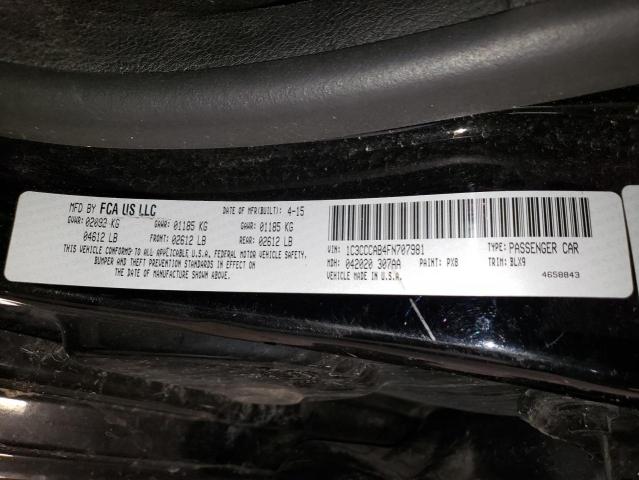 MFD BY FCA US LLC DATE OF MFR(BUILT): 4-15
GVWR: 02092 KG GAWR: 01185 KG GAWR: 01185 KG
04612 LB FRONT: 02612 LB REAR: 02612 LB
THIS VEHICLE CONFORMS TO ALL APPLICABLE U.S.A. FEDERAL MOTOR VEHICLE SAFETY,
BUMPER AND THEFT PREVENTION STANDARDS IN EFFECT ON
THE DATE OF MANUFACTURE SHOWN ABOVE.
VIN: 1C3CCCAB4FN707981 TYPE: PASSENGER CAR
MDH: 042020 307AA PAINT: PX8 TRIM: BLX9
VEHICLE MADE IN U.S.A. 4658843